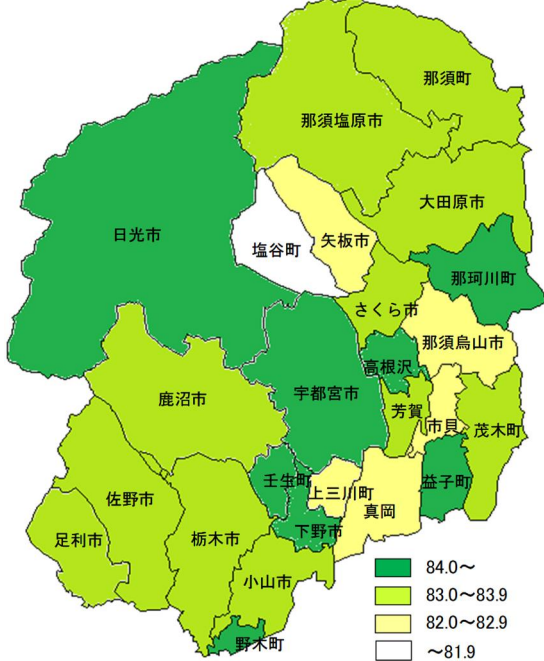 那須町
那須塩原市
大田原市
日光市
塩谷町
矢板市
那珂川町
さくら市
那須烏山市
高根沢
宇都宮市
鹿沼市
芳賀
市貝
茂木町
壬生町
上三川町
益子町
佐野市
真岡
下野市
足利市
栃木市
小山市
野木町
84.0～
83.0～83.9
82.0～82.9
～81.9